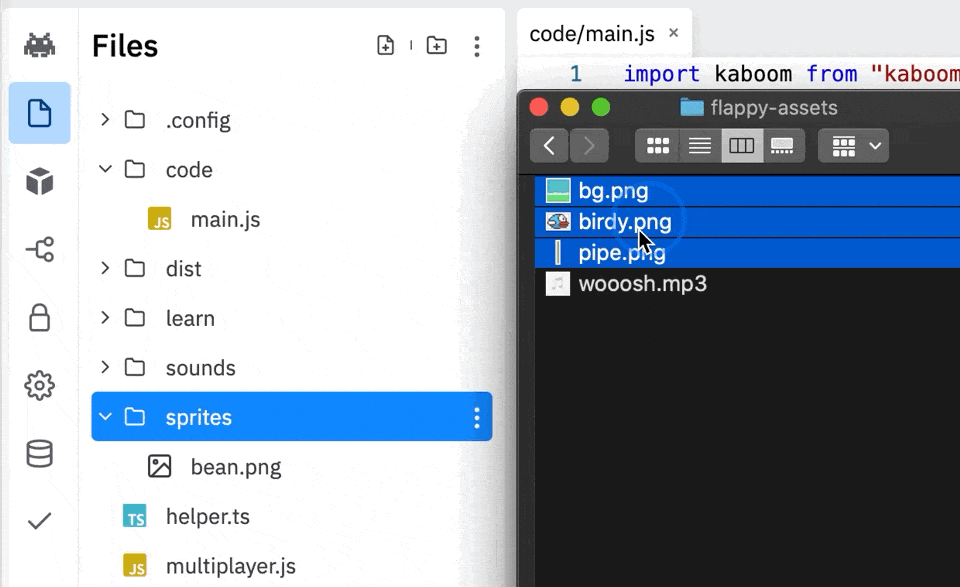 Files
.config
code
JS main.js
dist
learn
sounds
sprites
bean.png
TS helper.ts
JS multiplayer.js
code/main.js ×
1 import kaboom from "kaboom
flappy-assets
bg.png
birdy.png
pipe.png
wooosh.mp3